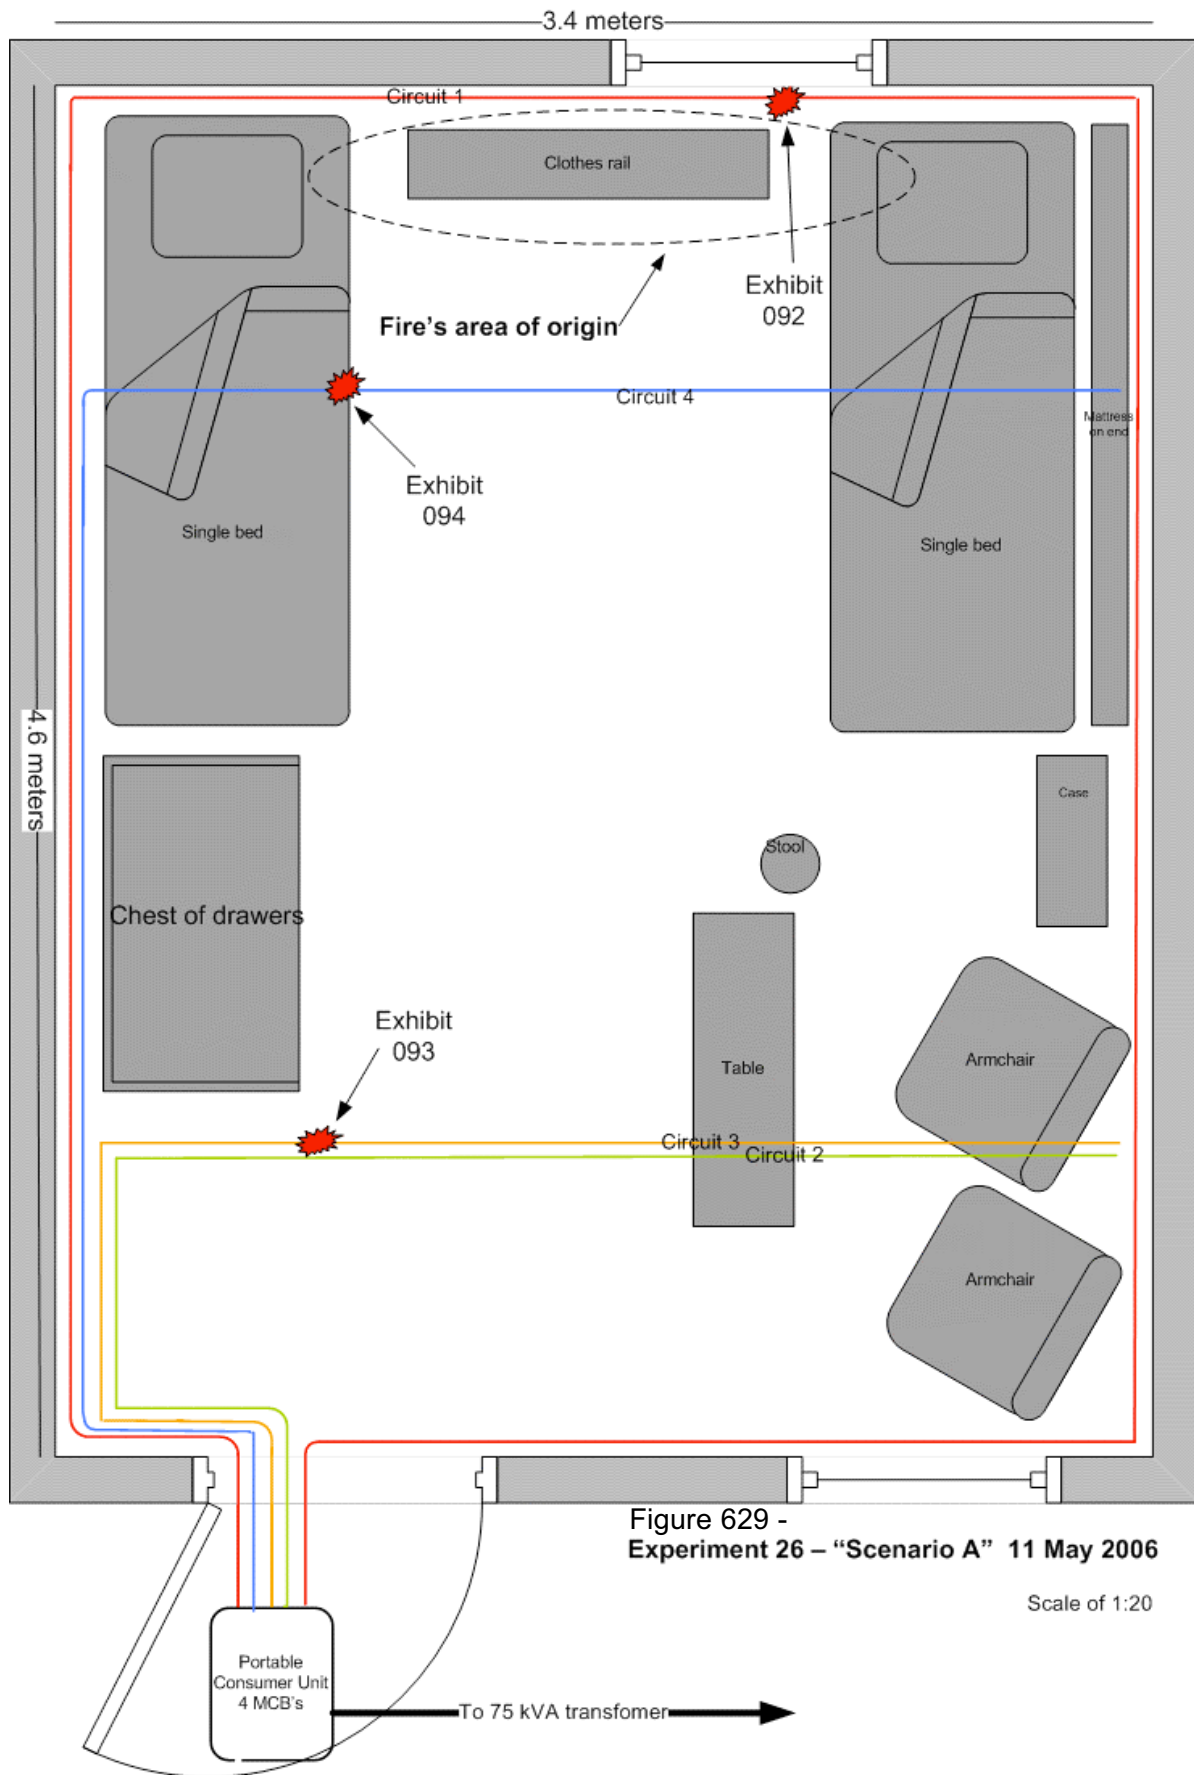 3.4 meters
Circuit 1
Clothes rail
Exhibit
092
Fire's area of origin
Circuit 4
Mattress
on end
Exhibit
094
Single bed
Single bed
4.6 meters
Case
Stool
Chest of drawers
Exhibit
093
Armchair
Table
Circuit 3
Circuit 2
Armchair
Figure 629 -
Experiment 26 – “Scenario A” 11 May 2006
Scale of 1:20
Portable
Consumer Unit
4 MCB's
To 75 kVA transfomer